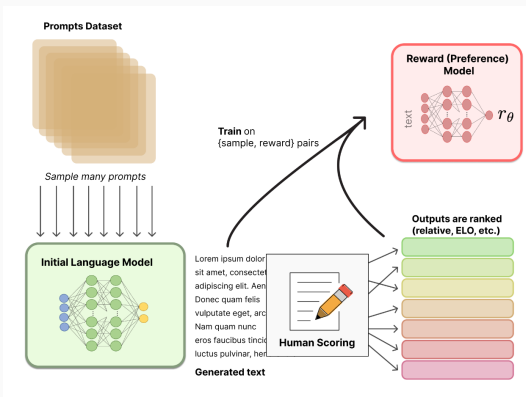 Prompts Dataset
Sample many prompts
Initial Language Model
Train on
{sample, reward} pairs
Reward (Preference)
Model
text
rθ
Lorem ipsum dolor
sit amet, consectet
adipiscing elit. Aen
Donec quam felis
vulputate eget, arc
Nam quam nunc
eros faucibus tincid
luctus pulvinar, her
Generated text
Human Scoring
Outputs are ranked
(relative, ELO, etc.)